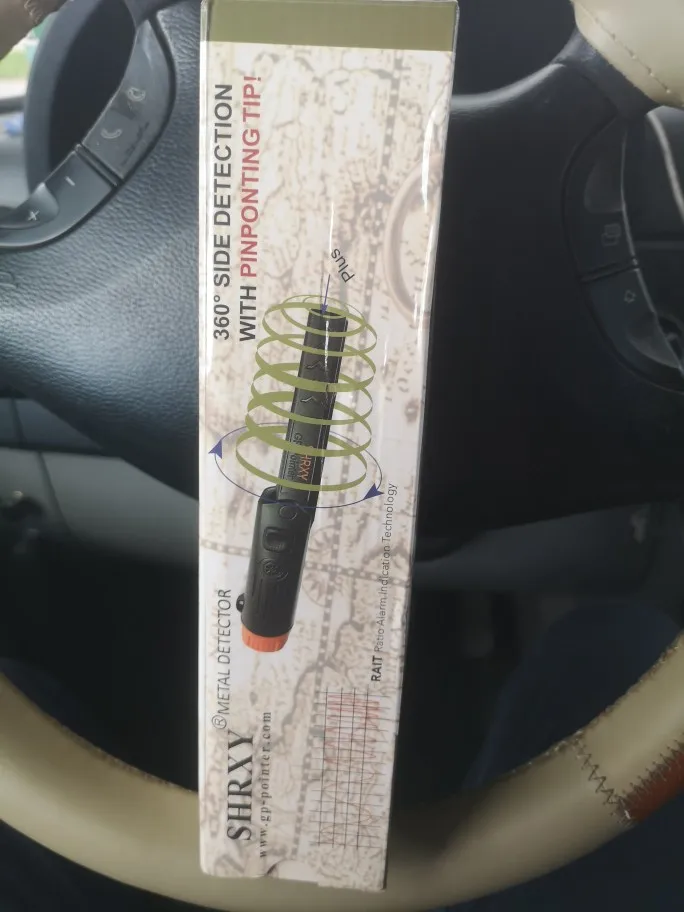 360° SIDE DETECTION
WITH PINPONTING TIP!
Plus
SHRXY
SHRXY®METAL DETECTOR
www.gp-pointer.com
RAIT Ratio Alarm Indication Technology